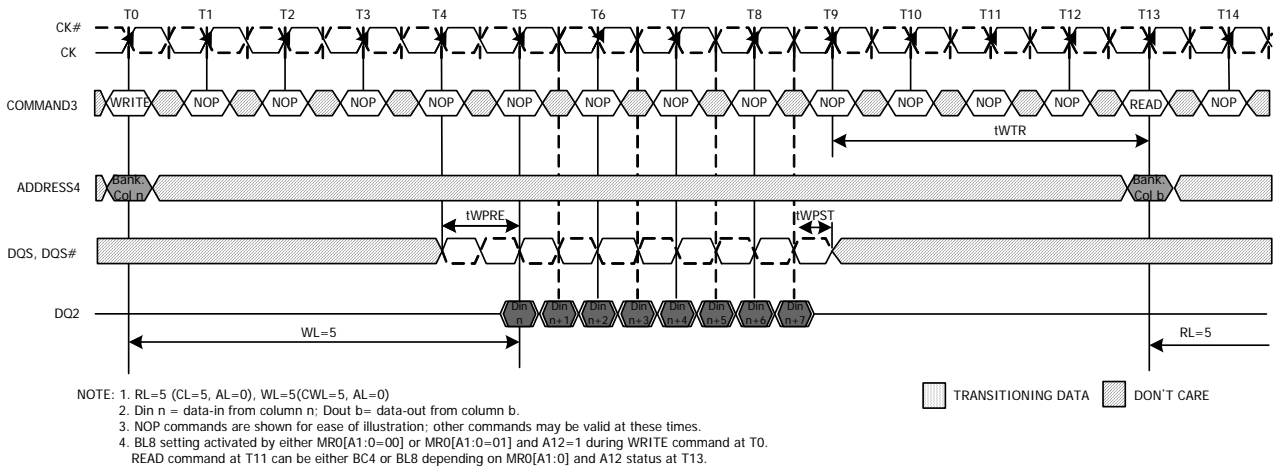 T0 T1 T2 T3 T4 T5 T6 T7 T8 T9 T10 T11 T12 T13 T14
CK#
CK
COMMAND3 WRITE NOP NOP NOP NOP NOP NOP NOP NOP NOP NOP NOP NOP READ NOP
tWTR
ADDRESS4 Bank. Bank.
Col n Col b
tWPRE tWPST
DQS, DQS#
DQ2 Din Din Din Din Din Din Din Din
n n+1 n+2 n+3 n+4 n+5 n+6 n+7
WL=5 RL=5
NOTE: 1. RL=5 (CL=5, AL=0), WL=5(CWL=5, AL=0)
2. Din n = data-in from column n; Dout b= data-out from column b.
3. NOP commands are shown for ease of illustration; other commands may be valid at these times.
4. BL8 setting activated by either MR0[A1:0=00] or MR0[A1:0=01] and A12=1 during WRITE command at T0.
READ command at T11 can be either BC4 or BL8 depending on MR0[A1:0] and A12 status at T13.
TRANSITIONING DATA DON'T CARE